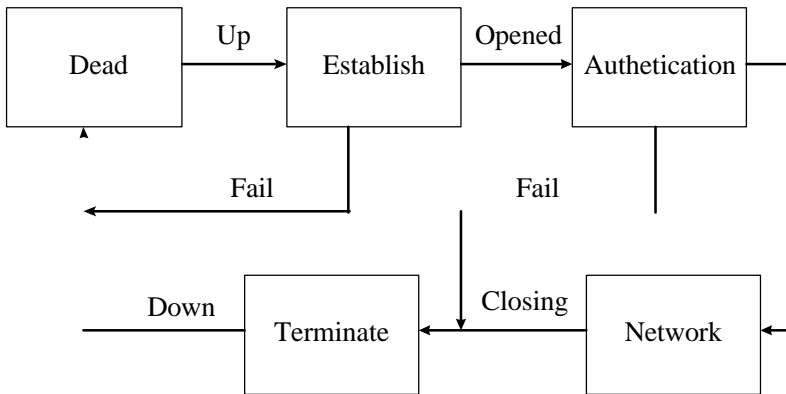 Up
Opened
Dead
Establish
Authetication
Fail
Fail
Down
Closing
Terminate
Network